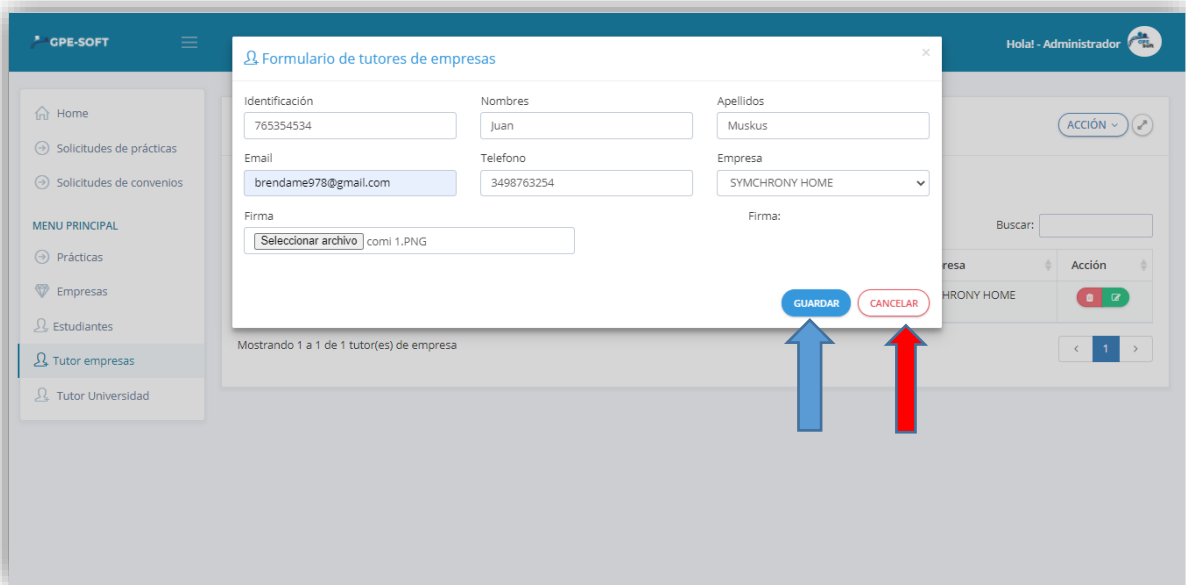 GPE-SOFT
Hola! - Administrador
GPE Soft
Formulario de tutores de empresas
×
Identificación Nombres Apellidos
765354534 Juan Muskus
Email Telefono Empresa
brendame978@gmail.com 3498763254 SYMCHRONY HOME
Firma Firma:
Seleccionar archivo comi 1.PNG
GUARDAR CANCELAR
Home
Solicitudes de prácticas
Solicitudes de convenios
MENU PRINCIPAL
Prácticas
Empresas
Estudiantes
Tutor empresas
Tutor Universidad
ACCIÓN
Buscar:
resa Acción
HRONY HOME
Mostrando 1 a 1 de 1 tutor(es) de empresa
< 1 >